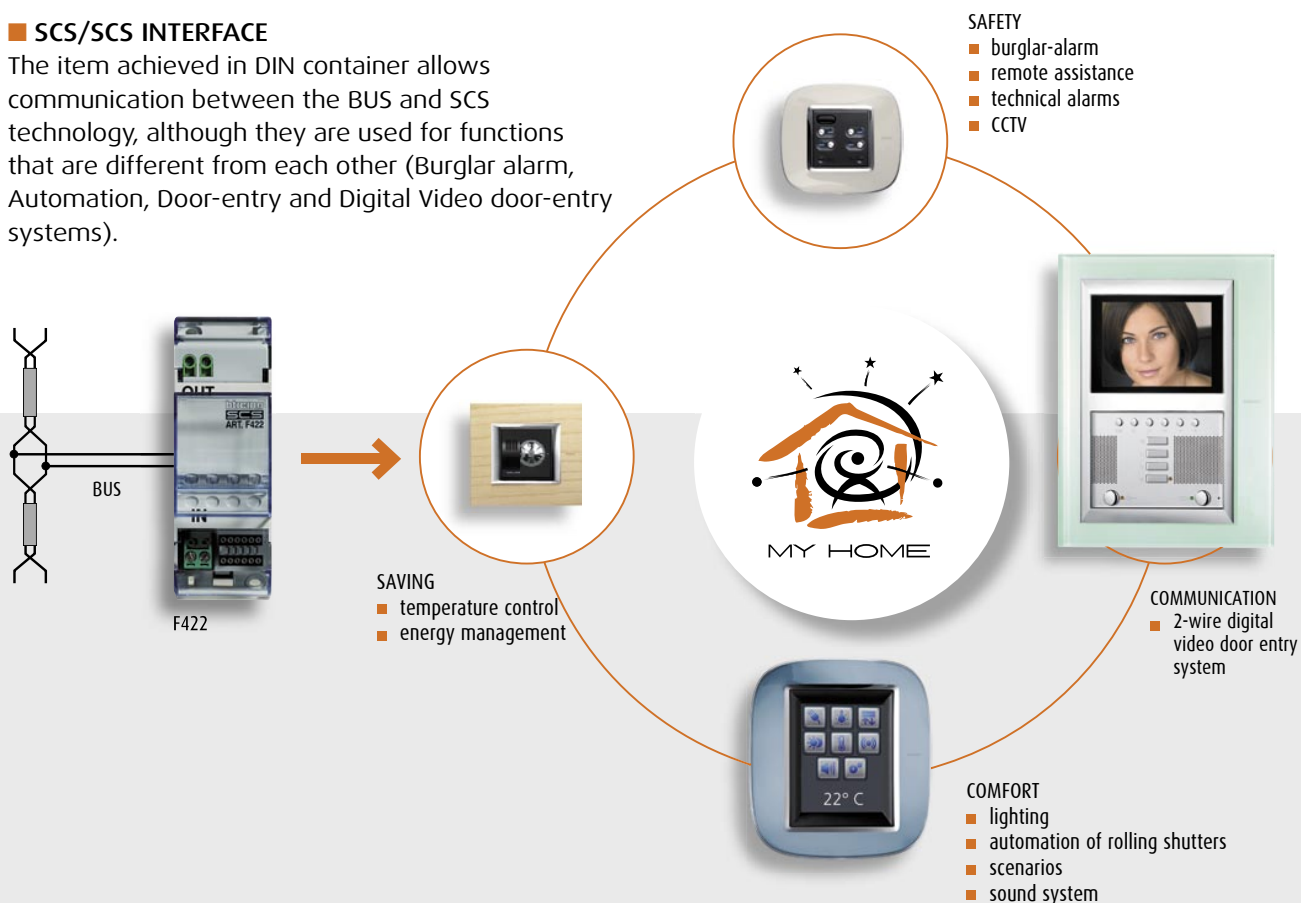 SCS/SCS INTERFACE
The item achieved in DIN container allows
communication between the BUS and SCS
technology, although they are used for functions
that are different from each other (Burglar alarm,
Automation, Door-entry and Digital Video door-entry
systems).
SAFETY
burglar-alarm
remote assistance
technical alarms
CCTV
OUT
bticino
SCS
ART. F422
BUS
IN
F422
SAVING
temperature control
energy management
MY HOME
COMMUNICATION
2-wire digital
video door entry
system
22° C
COMFORT
lighting
automation of rolling shutters
scenarios
sound system